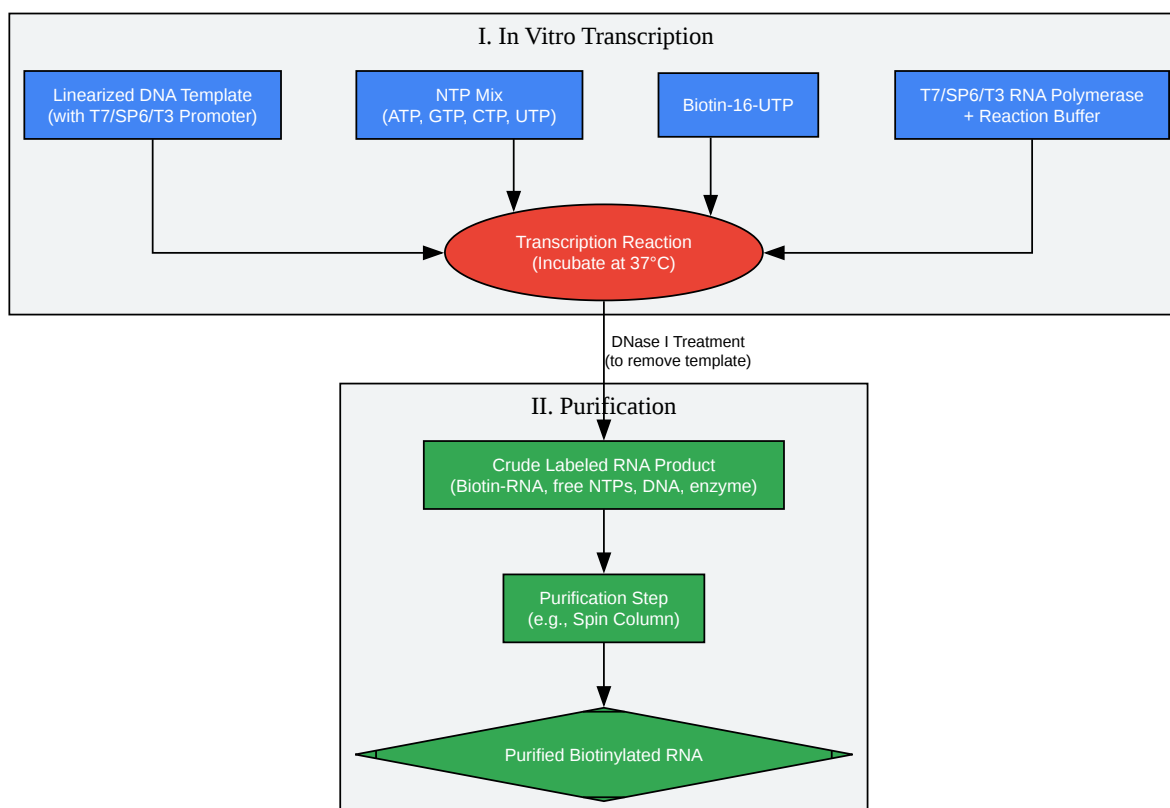 I. In Vitro Transcription
Linearized DNA Template
(with T7/SP6/T3 Promoter)
NTP Mix
(ATP, GTP, CTP, UTP)
Biotin-16-UTP
T7/SP6/T3 RNA Polymerase
+ Reaction Buffer
Transcription Reaction
(Incubate at 37°C)
DNase I Treatment
(to remove template)
II. Purification
Crude Labeled RNA Product
(Biotin-RNA, free NTPs, DNA, enzyme)
Purification Step
(e.g., Spin Column)
Purified Biotinylated RNA